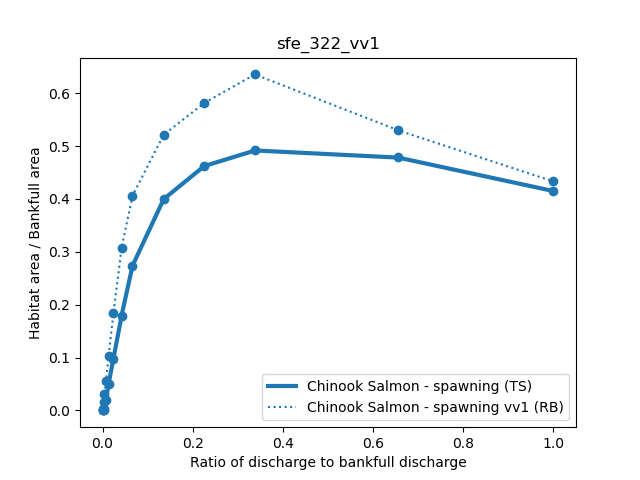 sfe_322_vv1
Habitat area / Bankfull area
0.6
0.5
0.4
0.3
0.2
0.1
0.0
Chinook Salmon - spawning (TS)
Chinook Salmon - spawning vv1 (RB)
0.0 0.2 0.4 0.6 0.8 1.0
Ratio of discharge to bankfull discharge